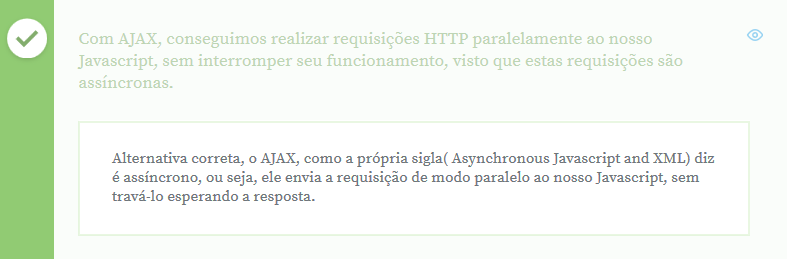 Com AJAX, conseguimos realizar requisições HTTP paralelamente ao nosso
Javascript, sem interromper seu funcionamento, visto que estas requisições são
assíncronas.
Alternativa correta, o AJAX, como a própria sigla( Asynchronous Javascript and XML) diz
é assíncrono, ou seja, ele envia a requisição de modo paralelo ao nosso Javascript, sem
travá-lo esperando a resposta.